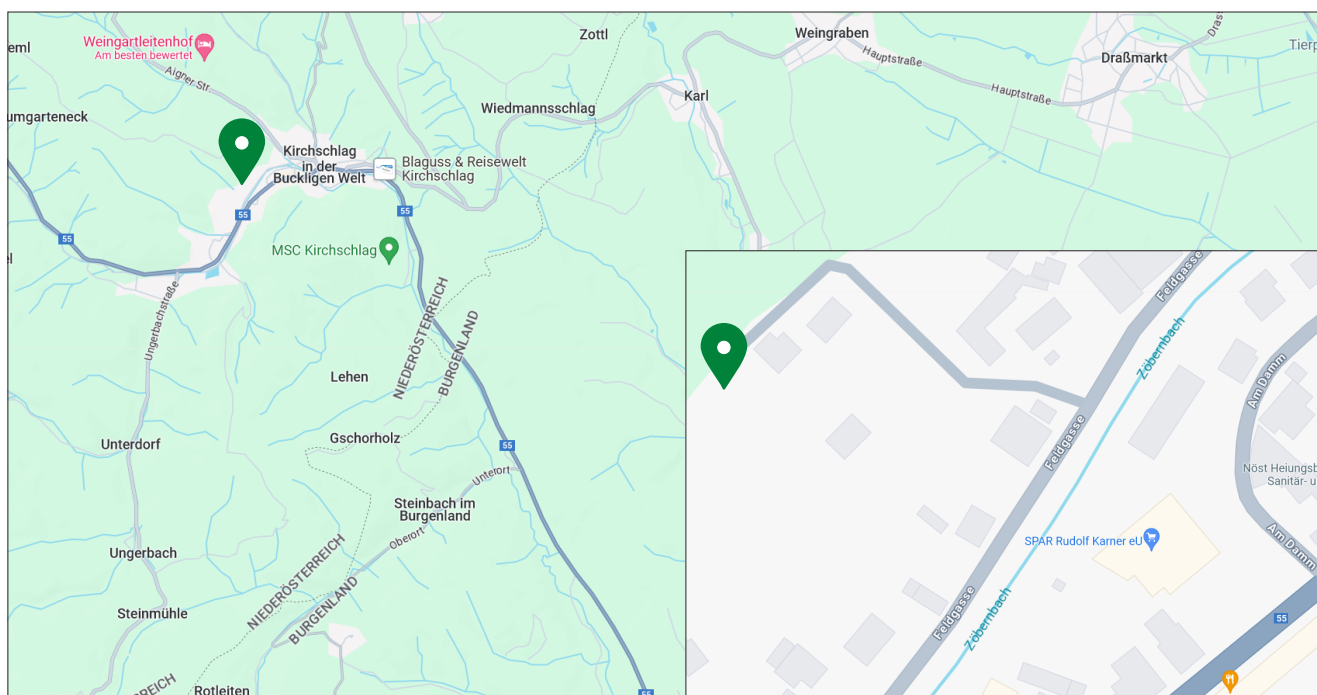 Weingartleitenhof
Am besten bewertet
Zottl
Weingraben
Hauptstraße
Hauptstraße
Draßmarkt
Aigner Str.
Karl
Wiedmannsschlag
Kirchschlag
in der
Buckligen Welt
Blaguss & Reisewelt
Kirchschlag
55
55
55
MSC Kirchschlag
Ungerbachstraße
NIEDERÖSTERREICH
BURGENLAND
Lehen
Gschorholz
Unterdorf
55
Unterort
Steinbach im
Burgenland
Oberort
Ungerbach
NIEDERÖSTERREICH
BURGENLAND
Steinmühle
Rotleiten
55
Feldgasse
Zöbernbach
Am Damm
Feldgasse
Nöst Heiungsb
Sanitär- u
SPAR Rudolf Karner eU
Am Damm
Feldgasse
Zöbernbach
55